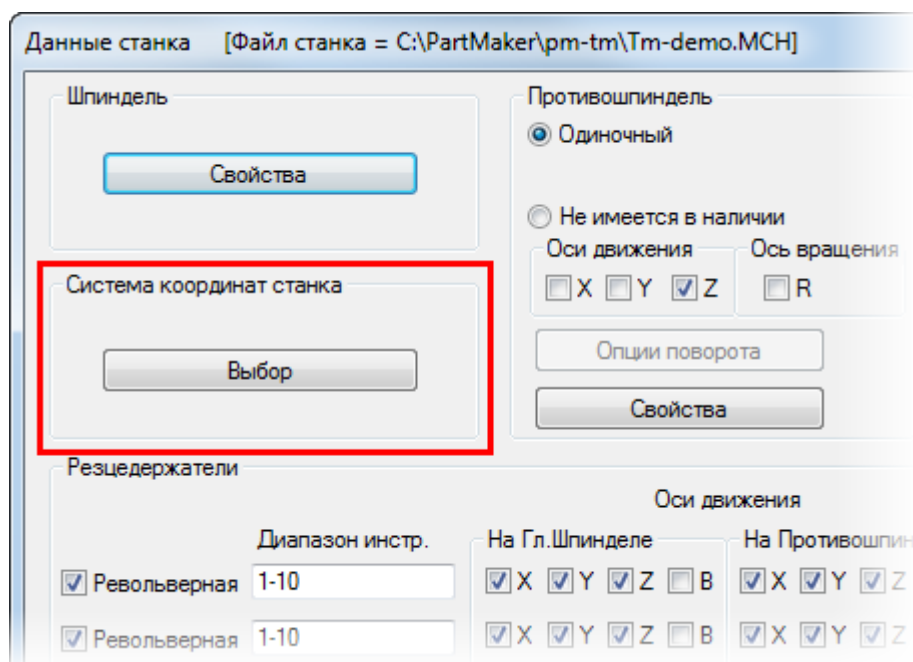 Данные станка [Файл станка = C:\PartMaker\pm-tm\Tm-demo.MCH]
Шпиндель
Свойства
Противошпиндель
Одиночный
Не имеется в наличии
Оси движения Ось вращения
X Y Z R
Опции поворота
Свойства
Система координат станка
Выбор
Резцедержатели
Оси движения
Диапазон инстр. На Гл.Шпинделе На Противошпин
Револьверная 1-10 X Y Z B X Y Z
Револьверная 1-10 X Y Z B X Y Z